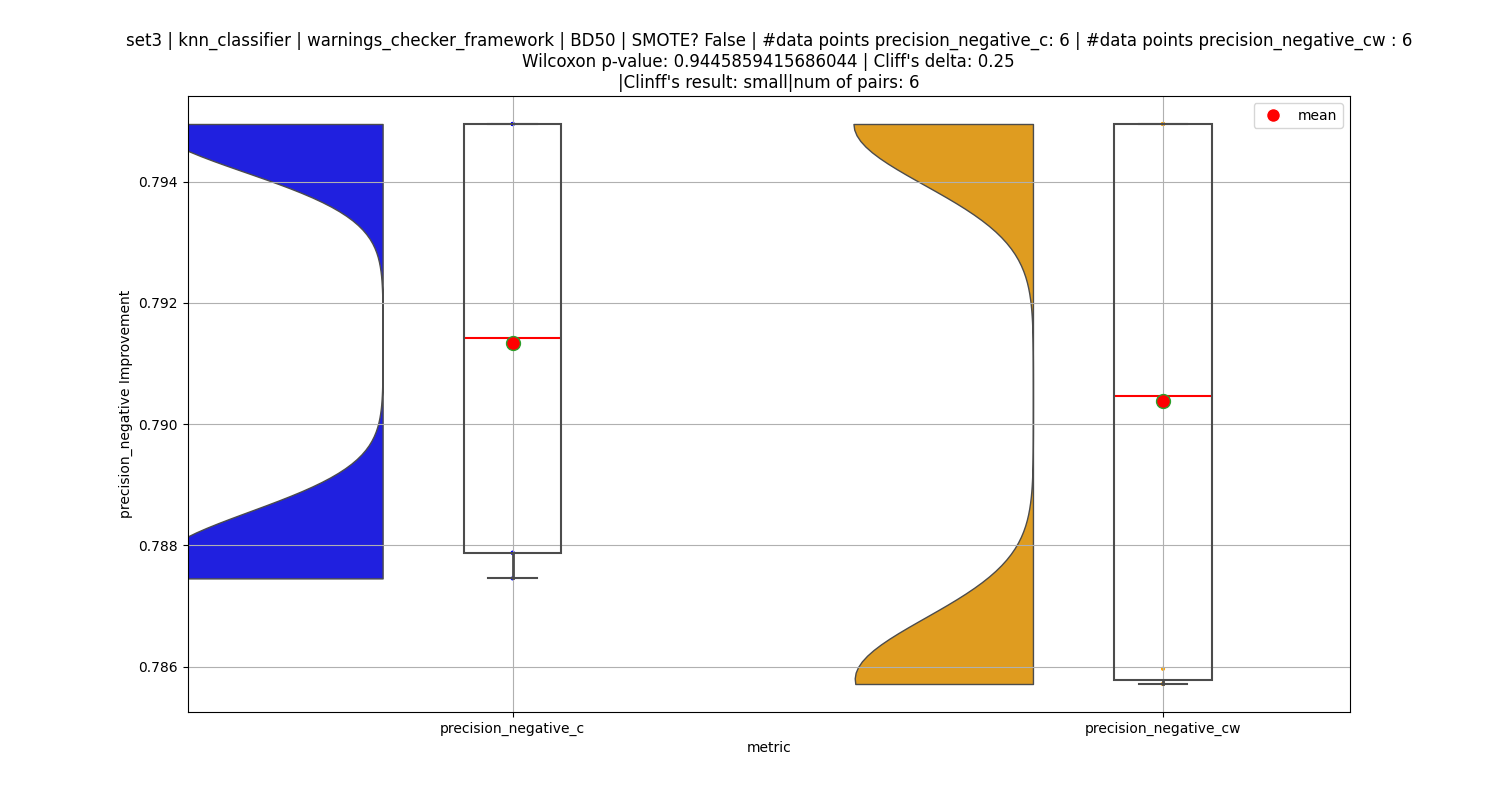 set3 | knn_classifier | warnings_checker_framework | BD50 | SMOTE? False | #data points precision_negative_c: 6 | #data points precision_negative_cw : 6
Wilcoxon p-value: 0.9445859415686044 | Cliff's delta: 0.25
|Clinff's result: small|num of pairs: 6
mean
0.794
0.792
0.790
0.788
0.786
precision_negative Improvement
precision_negative_c
precision_negative_cw
metric